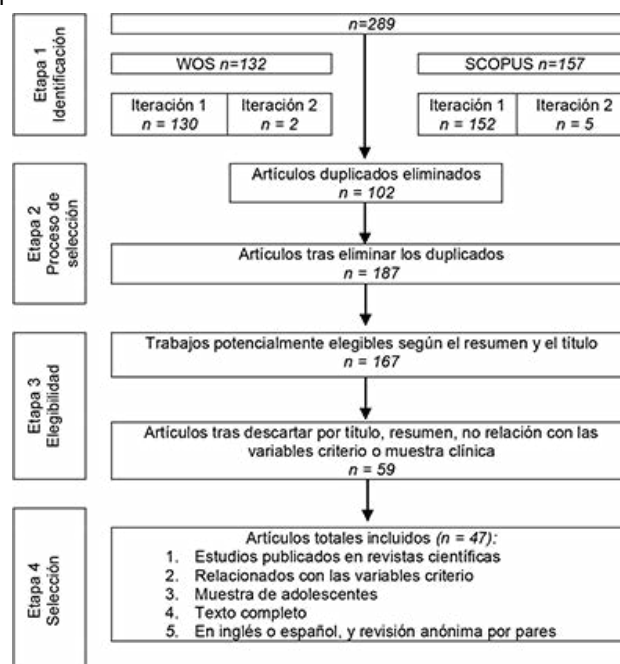 n=289
Etapa 1
Identificación
WOS n=132
SCOPUS n=157
Iteración 1
n = 130
Iteración 2
n = 2
Iteración 1
n = 152
Iteración 2
n = 5
Etapa 2
Proceso de
selección
Artículos duplicados eliminados
n = 102
Artículos tras eliminar los duplicados
n = 187
Etapa 3
Elegibilidad
Trabajos potencialmente elegibles según el resumen y el título
n = 167
Artículos tras descartar por título, resumen, no relación con las
variables criterio o muestra clínica
n = 59
Etapa 4
Selección
Artículos totales incluidos (n = 47):
1. Estudios publicados en revistas científicas
2. Relacionados con las variables criterio
3. Muestra de adolescentes
4. Texto completo
5. En inglés o español, y revisión anónima por pares